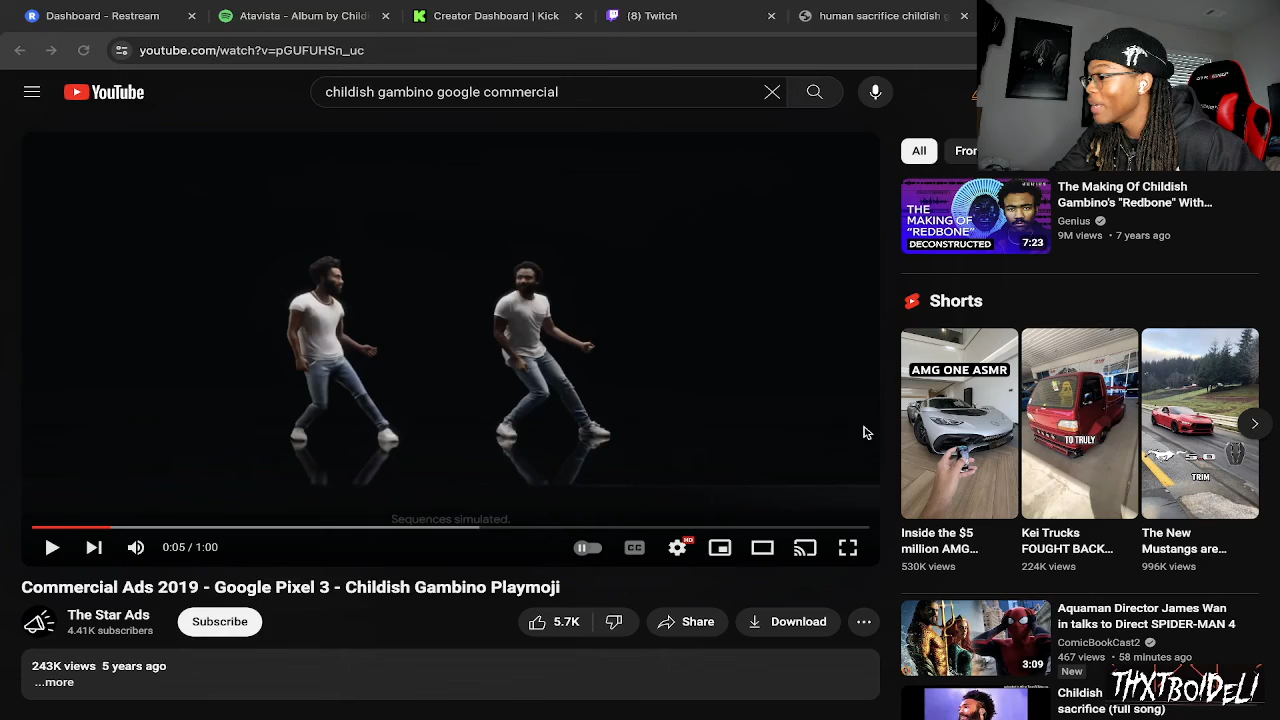 Dashboard - Restream
Atavista - Album by Childi
Creator Dashboard | Kick
(8) Twitch
human sacrifice childish g
youtube.com/watch?v=pGUFUHSn_uc
YouTube
childish gambino google commercial
All
Fron
THE
MAKING OF
"REDBONE"
DECONSTRUCTED
7:23
The Making Of Childish
Gambino's "Redbone" With...
Genius
9M views • 7 years ago
Shorts
AMG ONE ASMR
TO TRULY
5.0
TRIM
Inside the $5
million AMG...
530K views
Kei Trucks
FOUGHT BACK...
224K views
The New
Mustangs are...
996K views
Sequences simulated.
0:05 / 1:00
CC
HD
Commercial Ads 2019 - Google Pixel 3 - Childish Gambino Playmoji
The Star Ads
4.41K subscribers
Subscribe
5.7K
Share
Download
243K views 5 years ago
...more
3:09
Aquaman Director James Wan
in talks to Direct SPIDER-MAN 4
ComicBookCast2
467 views • 58 minutes ago
New
Childish
sacrifice (full song)
THXTBOIDELI